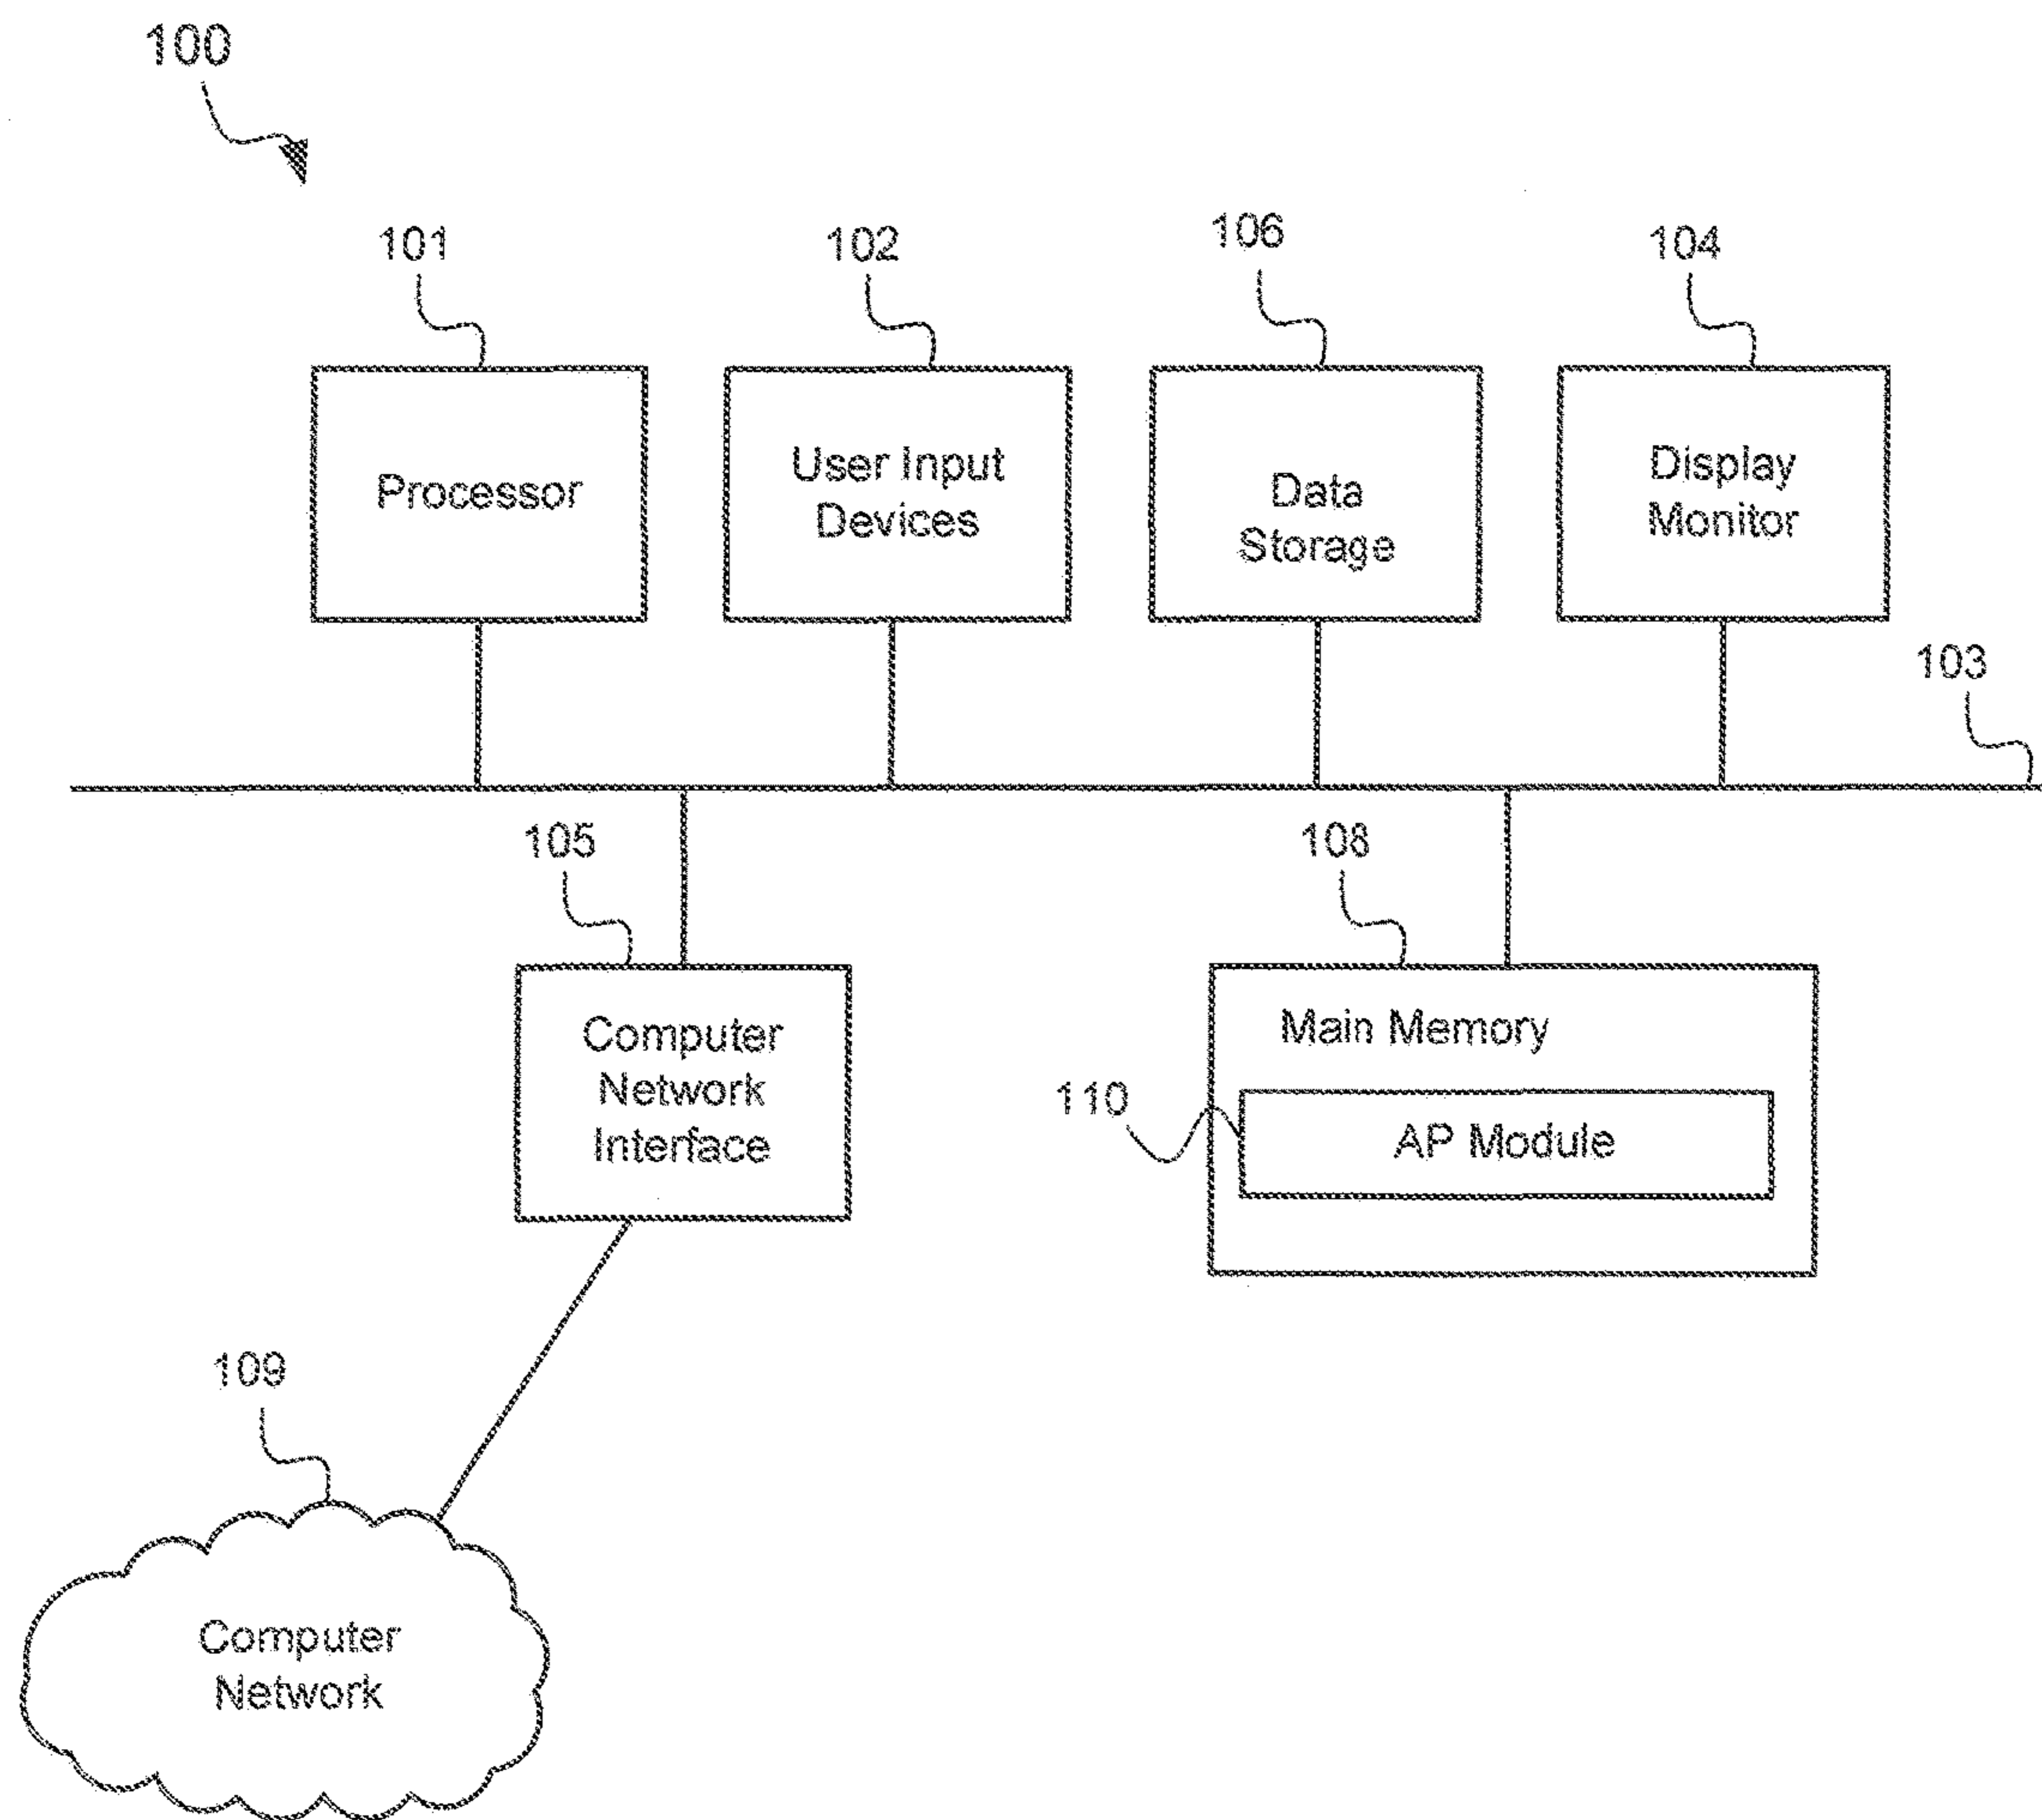 100
101
102
106
104
Processor
User Input
Devices
Data
Storage
Display
Monitor
103
105
108
Computer
Network
Interface
Main Memory
110
AP Module
109
Computer
Network